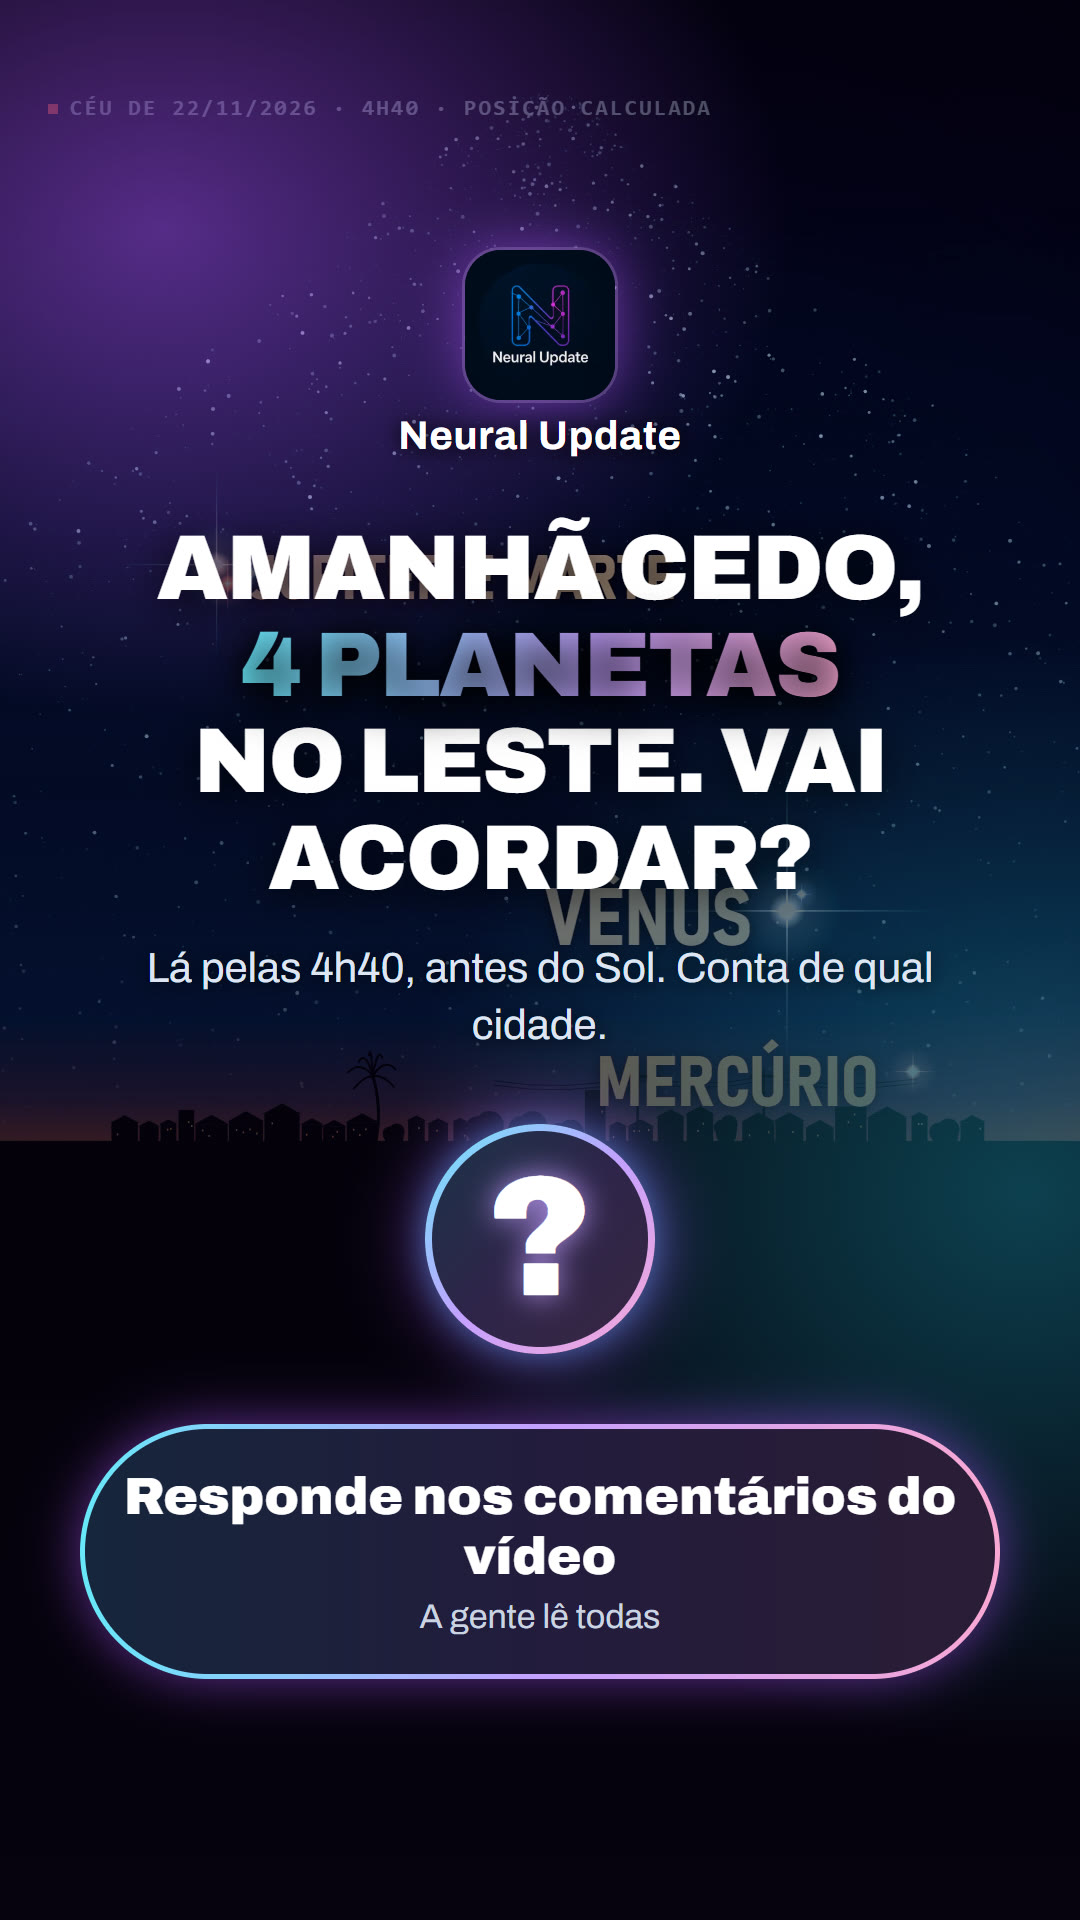 CÉU DE 22/11/2026 · 4H40 · POSIÇÃO CALCULADA
Neural Update
Neural Update
AMANHÃ CEDO,
4 PLANETAS
NO LESTE. VAI
ACORDAR?
VÊNUS
Lá pelas 4h40, antes do Sol. Conta de qual
cidade.
MERCÚRIO
?
Responde nos comentários do
vídeo
A gente lê todas